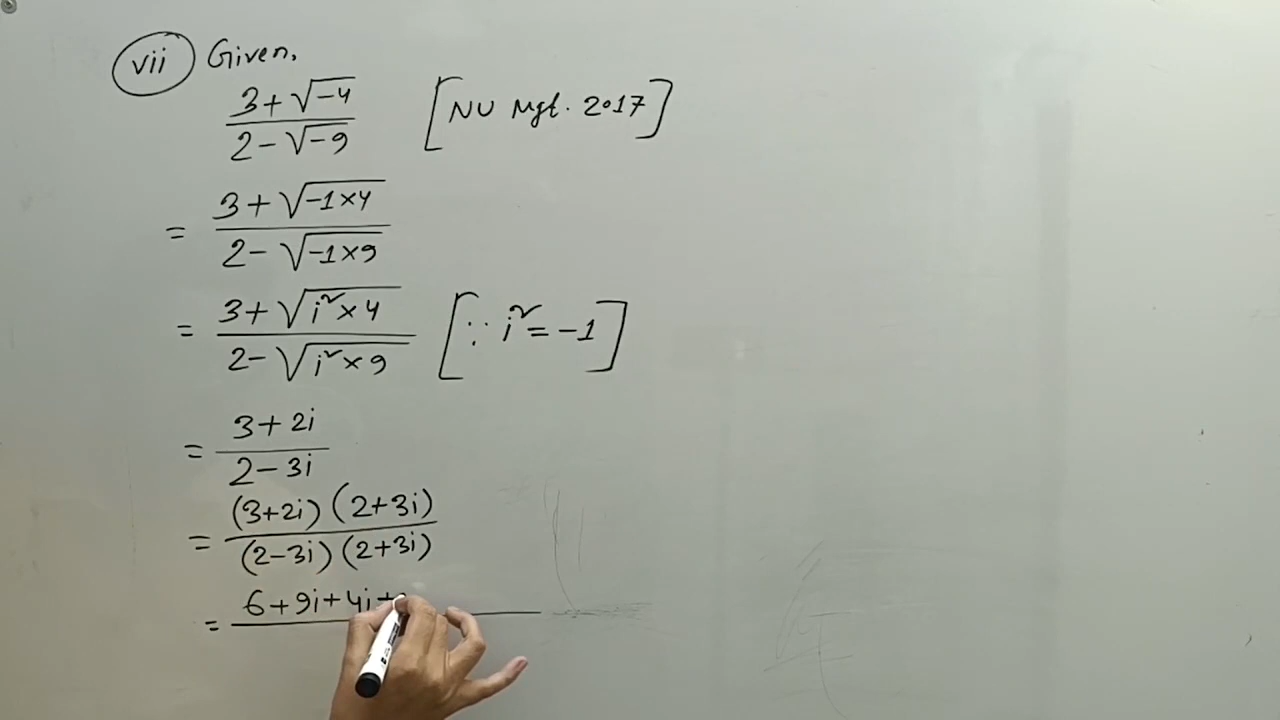 vii Given,
3+√-4 / 2-√-9 [NU Mgt. 2017]
= 3+√-1×4 / 2-√-1×9
= 3+√i²×4 / 2-√i²×9 [∵ i²=-1]
= 3+2i / 2-3i
= (3+2i)(2+3i) / (2-3i)(2+3i)
= 6+9i+4i+